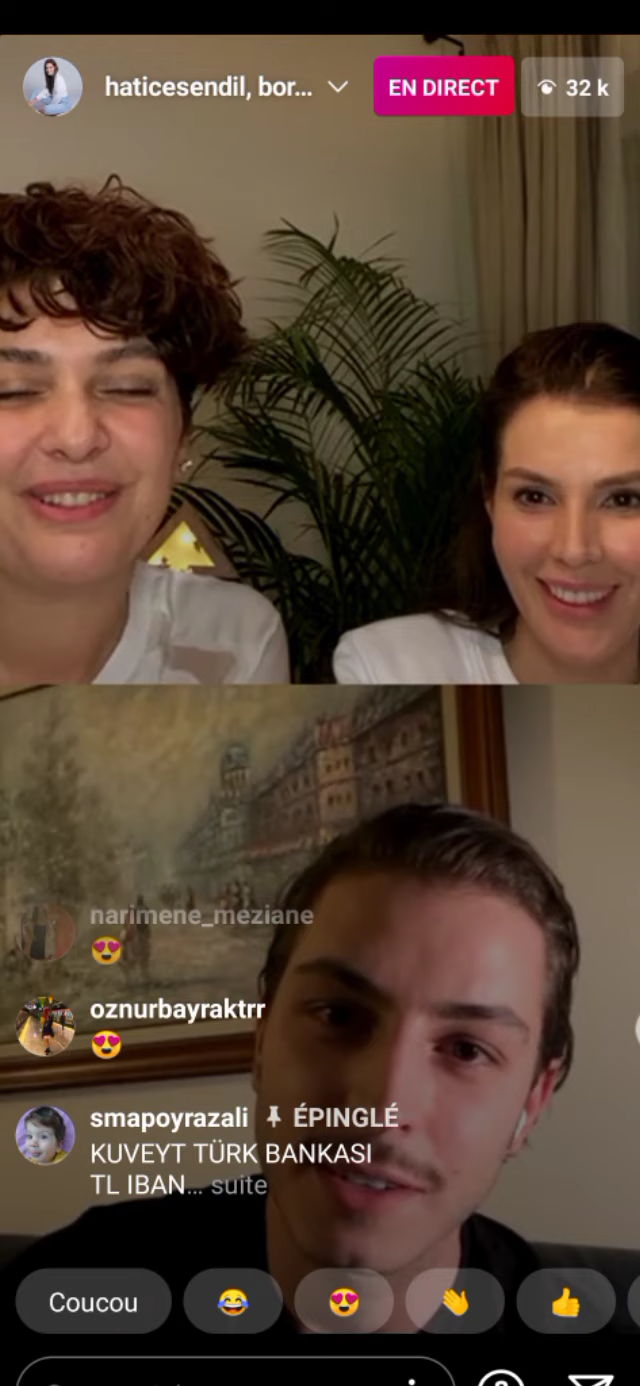 haticesendil, bor...
EN DIRECT
32 k
narimene_meziane
😍
oznurbayraktrr
😍
smapoyrazali ÉPINGLÉ
KUVEYT TÜRK BANKASI
TL IBAN... suite
Coucou 😂 😍 👋 👍